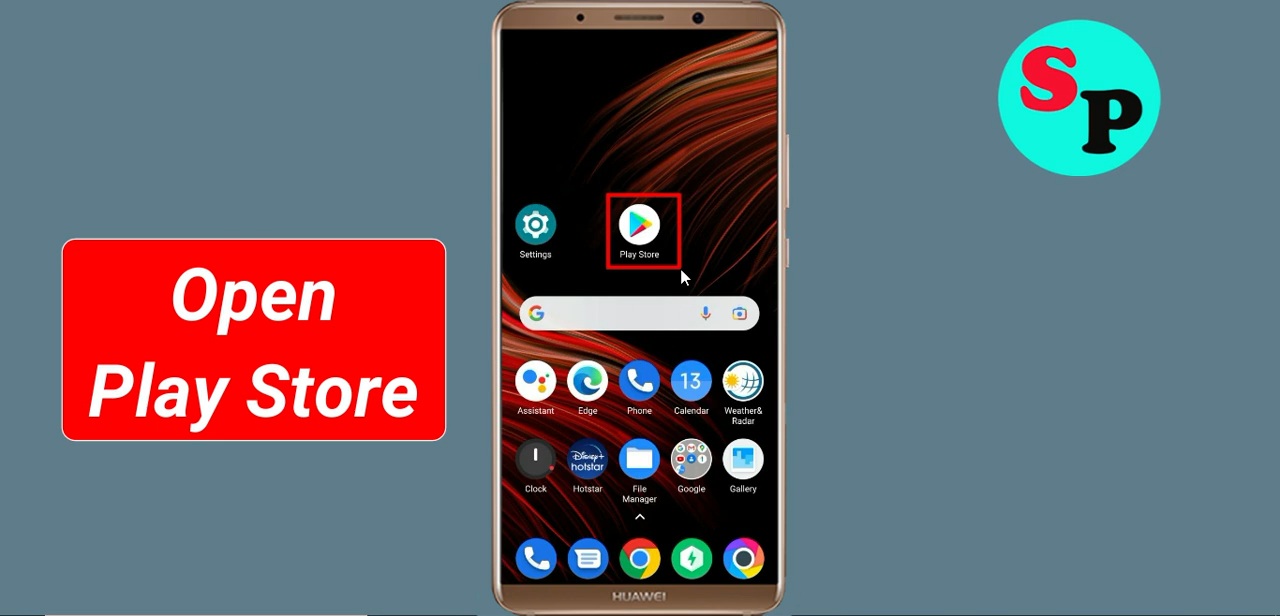 SP
Open
Play Store
Settings
Play Store
Assistant
Edge
Phone
13
Calendar
Weather&
Radar
Clock
Disney+
hotstar
Hotstar
File
Manager
Google
Gallery
HUAWEI